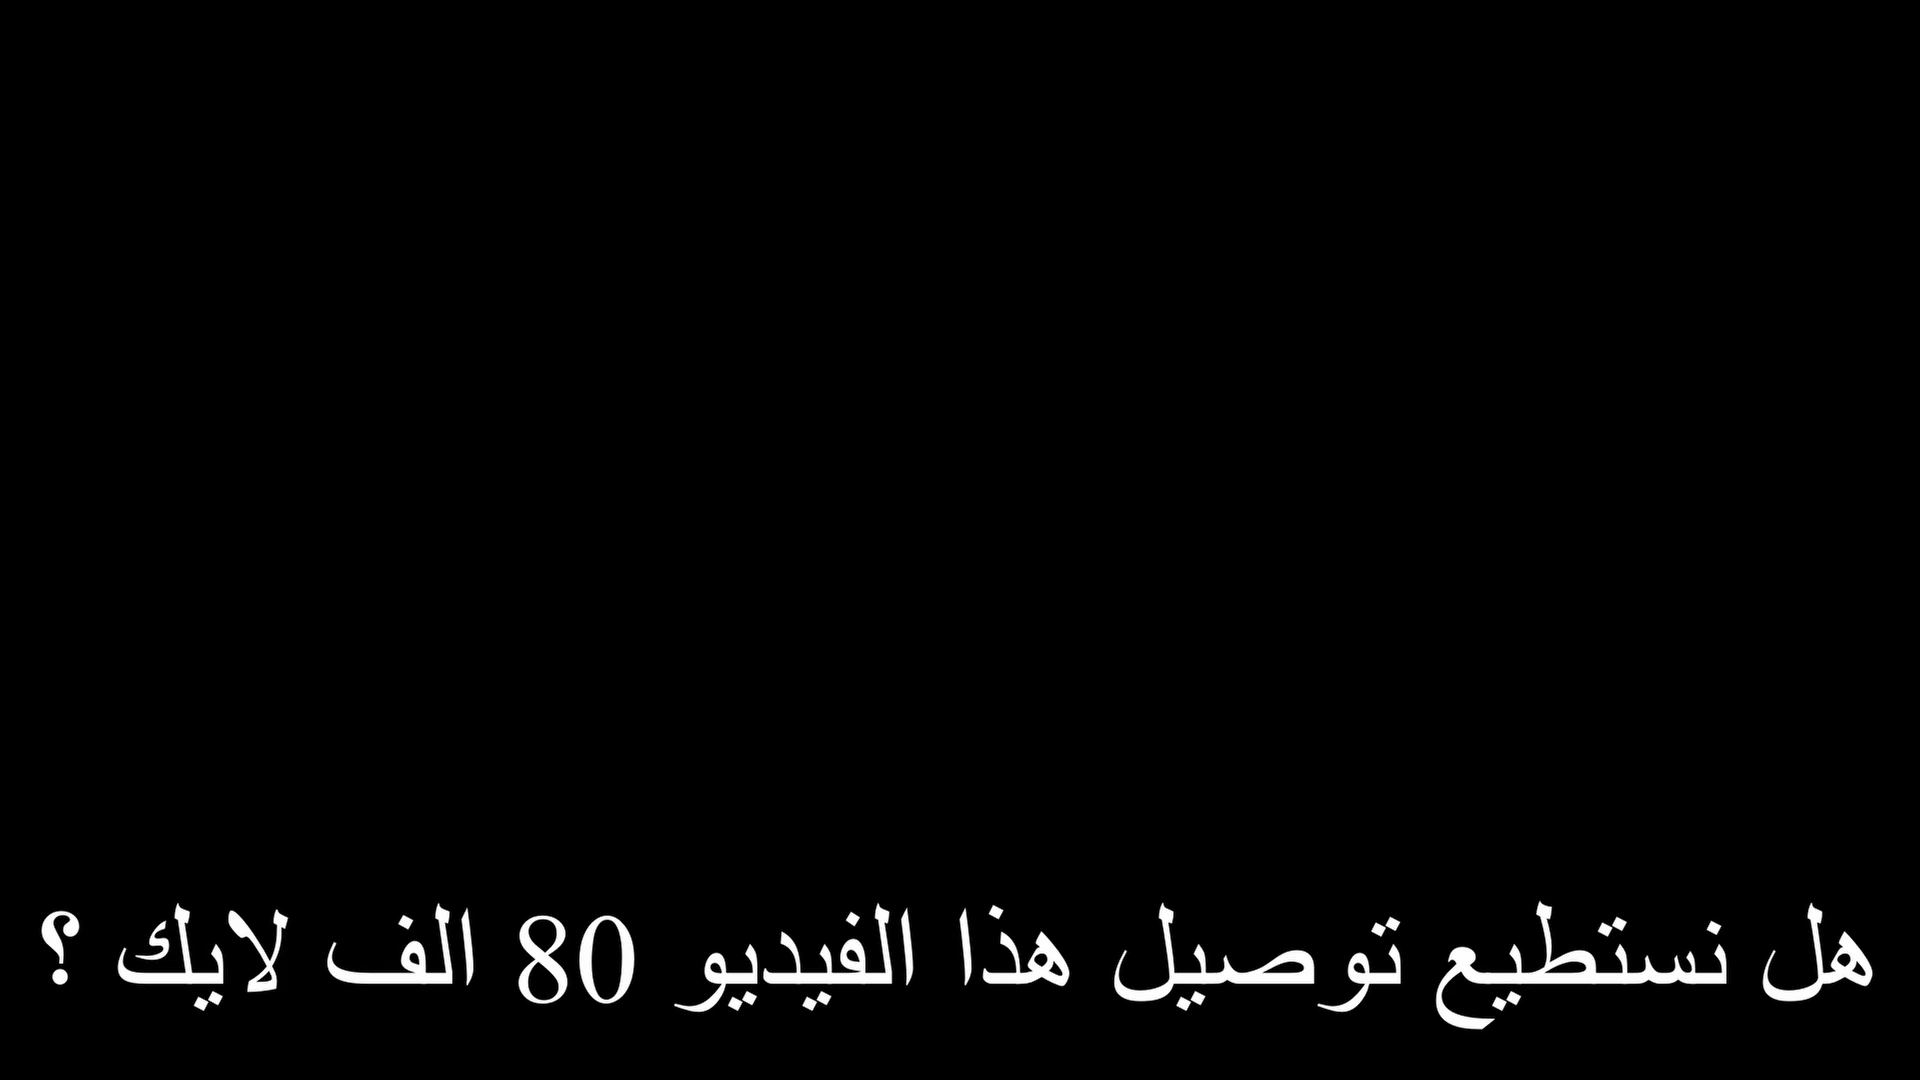 هل نستطيع توصيل هذا الفيديو 80 الف لايك ؟